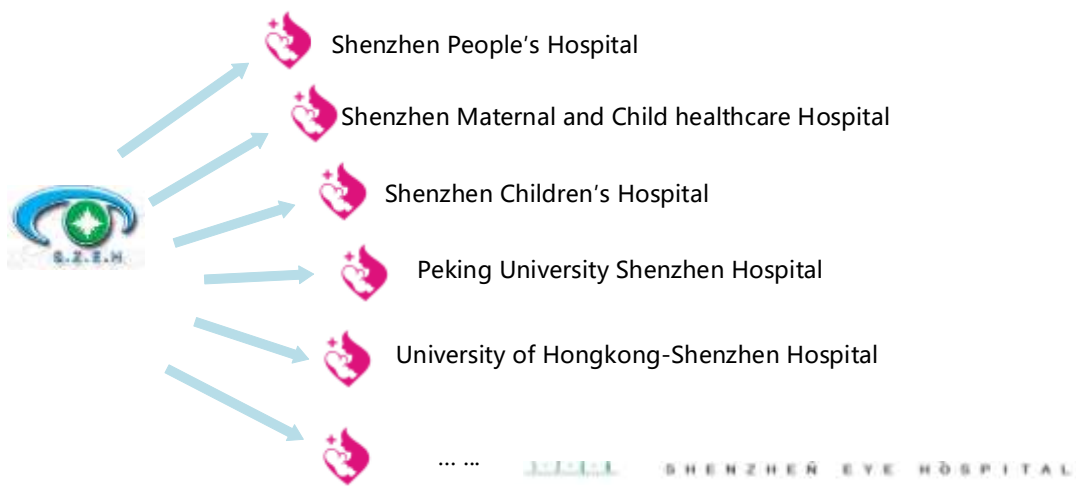 Shenzhen People's Hospital
Shenzhen Maternal and Child healthcare Hospital
Shenzhen Children's Hospital
S.Z.E.H
Peking University Shenzhen Hospital
University of Hongkong-Shenzhen Hospital
... ...
SHENZHEN EYE HOSPITAL